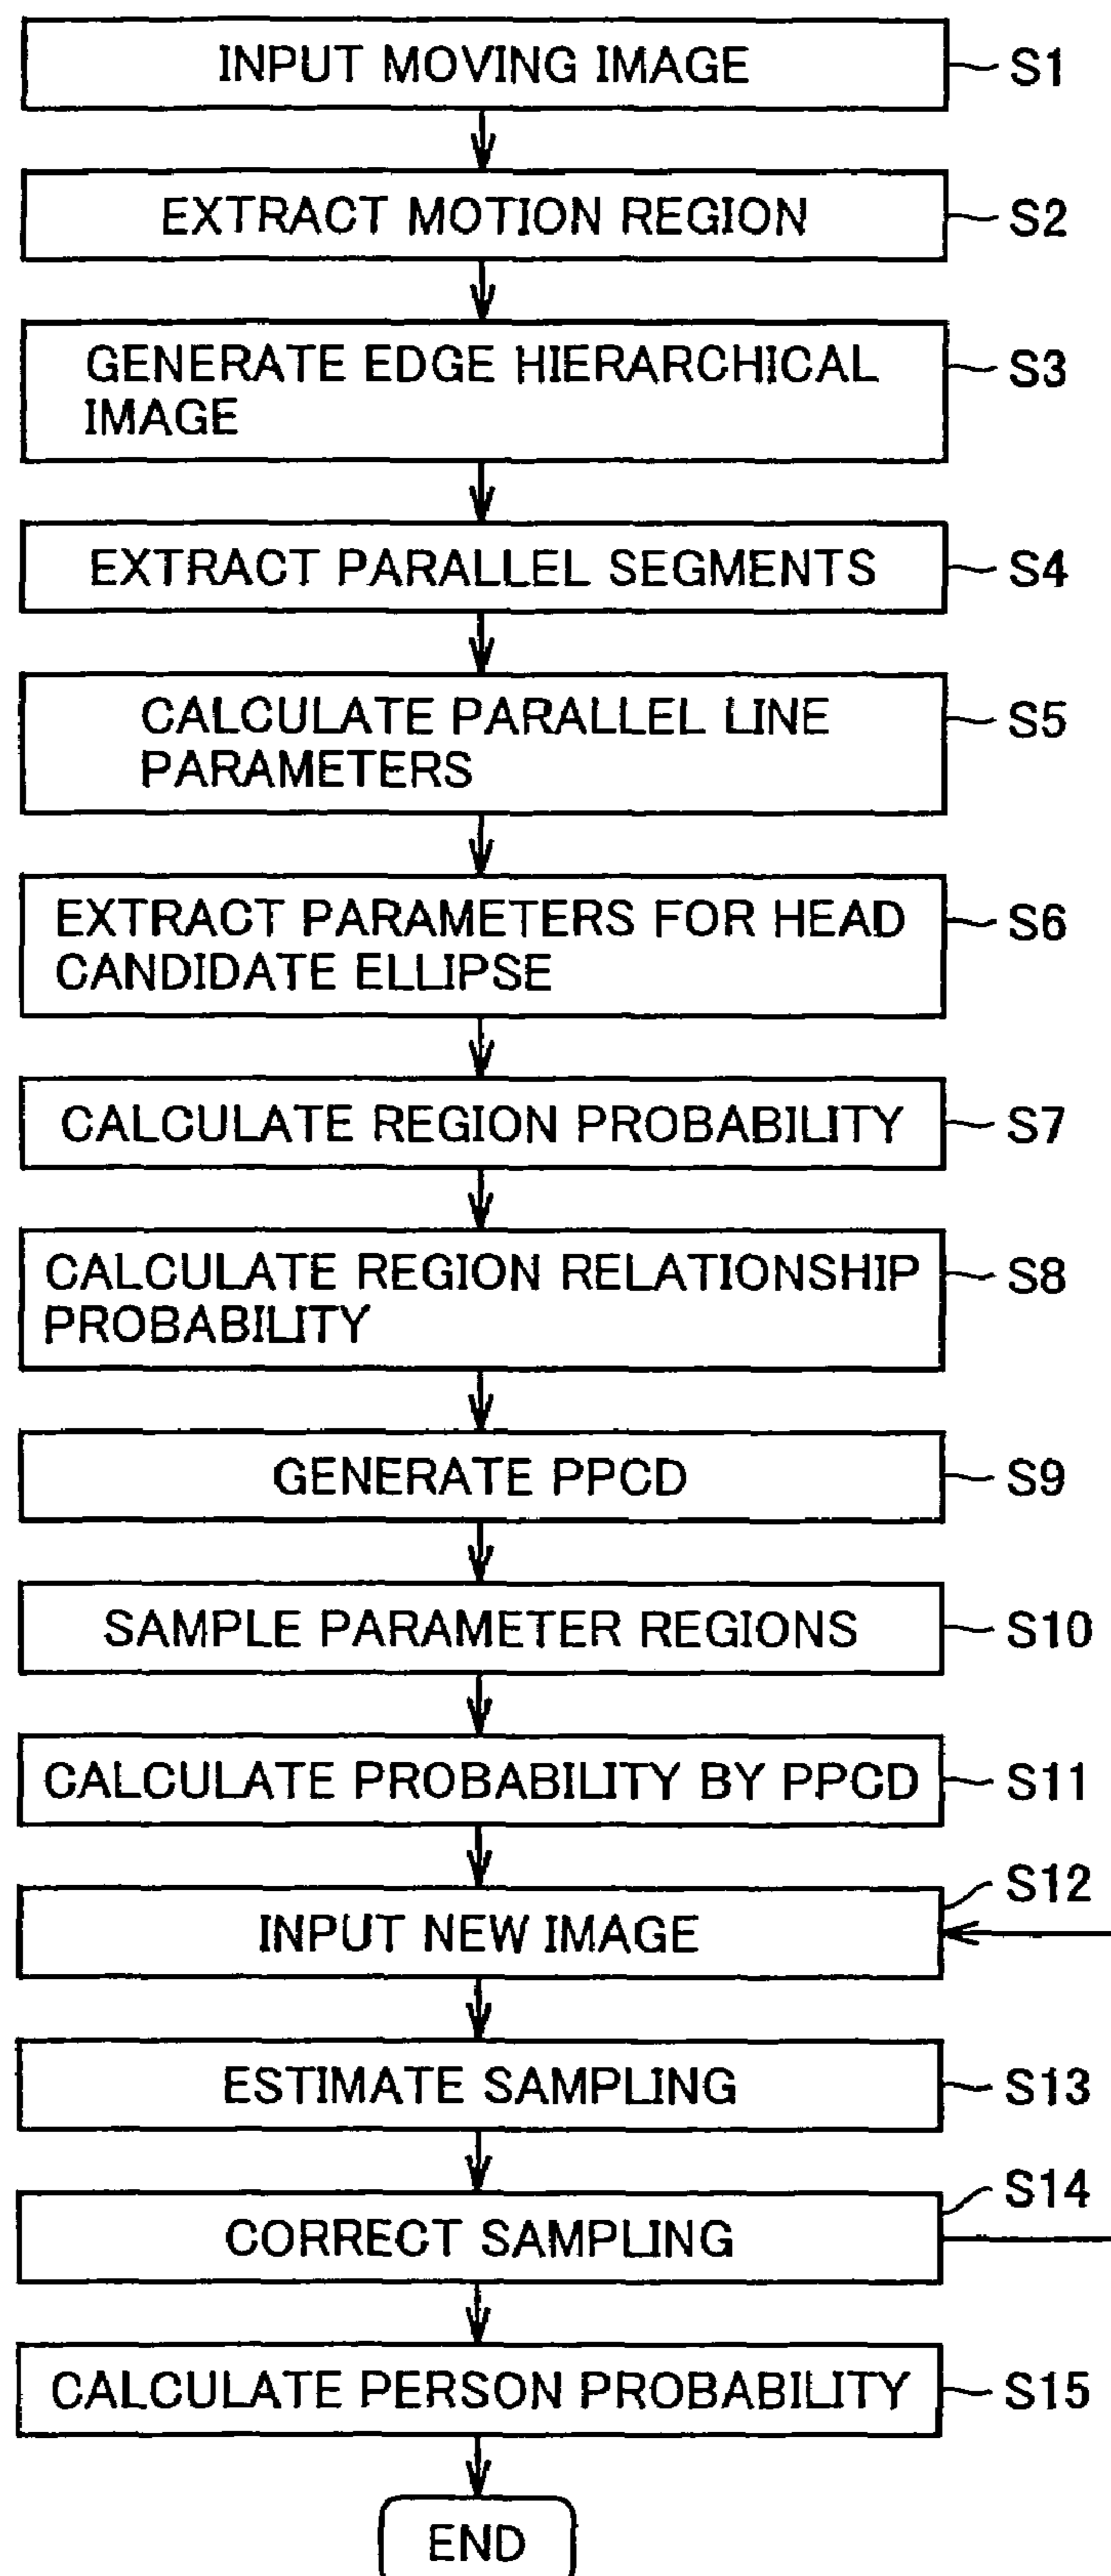 INPUT MOVING IMAGE
S1
EXTRACT MOTION REGION
S2
GENERATE EDGE HIERARCHICAL
IMAGE
S3
EXTRACT PARALLEL SEGMENTS
S4
CALCULATE PARALLEL LINE
PARAMETERS
S5
EXTRACT PARAMETERS FOR HEAD
CANDIDATE ELLIPSE
S6
CALCULATE REGION PROBABILITY
S7
CALCULATE REGION RELATIONSHIP
PROBABILITY
S8
GENERATE PPCD
S9
SAMPLE PARAMETER REGIONS
S10
CALCULATE PROBABILITY BY PPCD
S11
INPUT NEW IMAGE
S12
ESTIMATE SAMPLING
S13
CORRECT SAMPLING
S14
CALCULATE PERSON PROBABILITY
S15
END